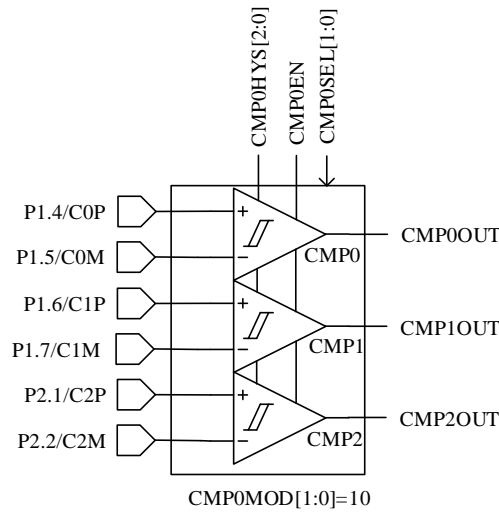 CMP0HYS[2:0]
CMP0EN
CMP0SEL[1:0]
P1.4/C0P
+
CMP0OUT
P1.5/C0M
−
CMP0
P1.6/C1P
+
CMP1OUT
P1.7/C1M
−
CMP1
P2.1/C2P
+
CMP2OUT
P2.2/C2M
−
CMP2
CMP0MOD[1:0]=10